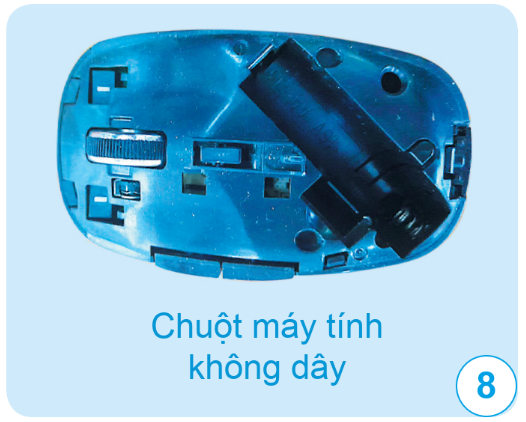 Chuột máy tính
không dây
8